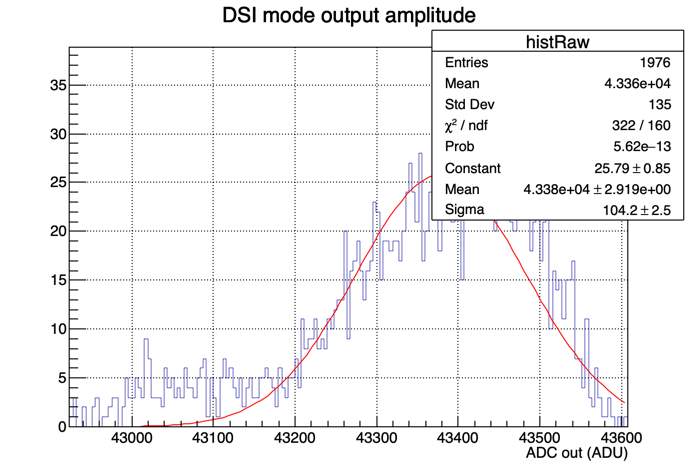 DSI mode output amplitude
histRaw
Entries 1976
Mean 4.336e+04
Std Dev 135
χ² / ndf 322 / 160
Prob 5.62e−13
Constant 25.79 ± 0.85
Mean 4.338e+04 ± 2.919e+00
Sigma 104.2 ± 2.5
35
30
25
20
15
10
5
0
43000 43100 43200 43300 43400 43500 43600
ADC out (ADU)